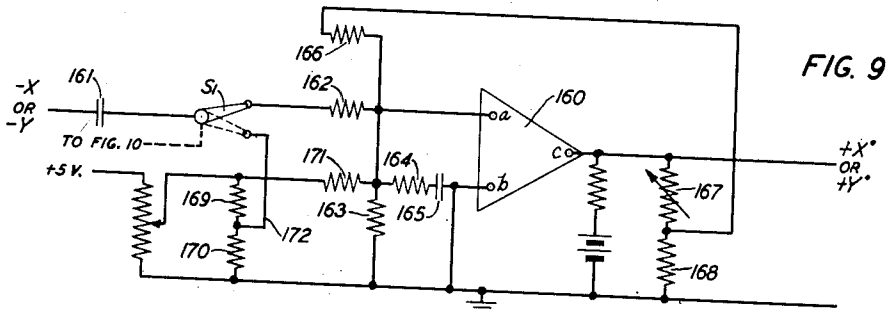 FIG. 9
-X
OR
-Y
161
S1
TO FIG. 10
+5 V.
166
162
171
164
165
163
169
170
172
160
a
b
c
167
168
+X°
OR
+Y°